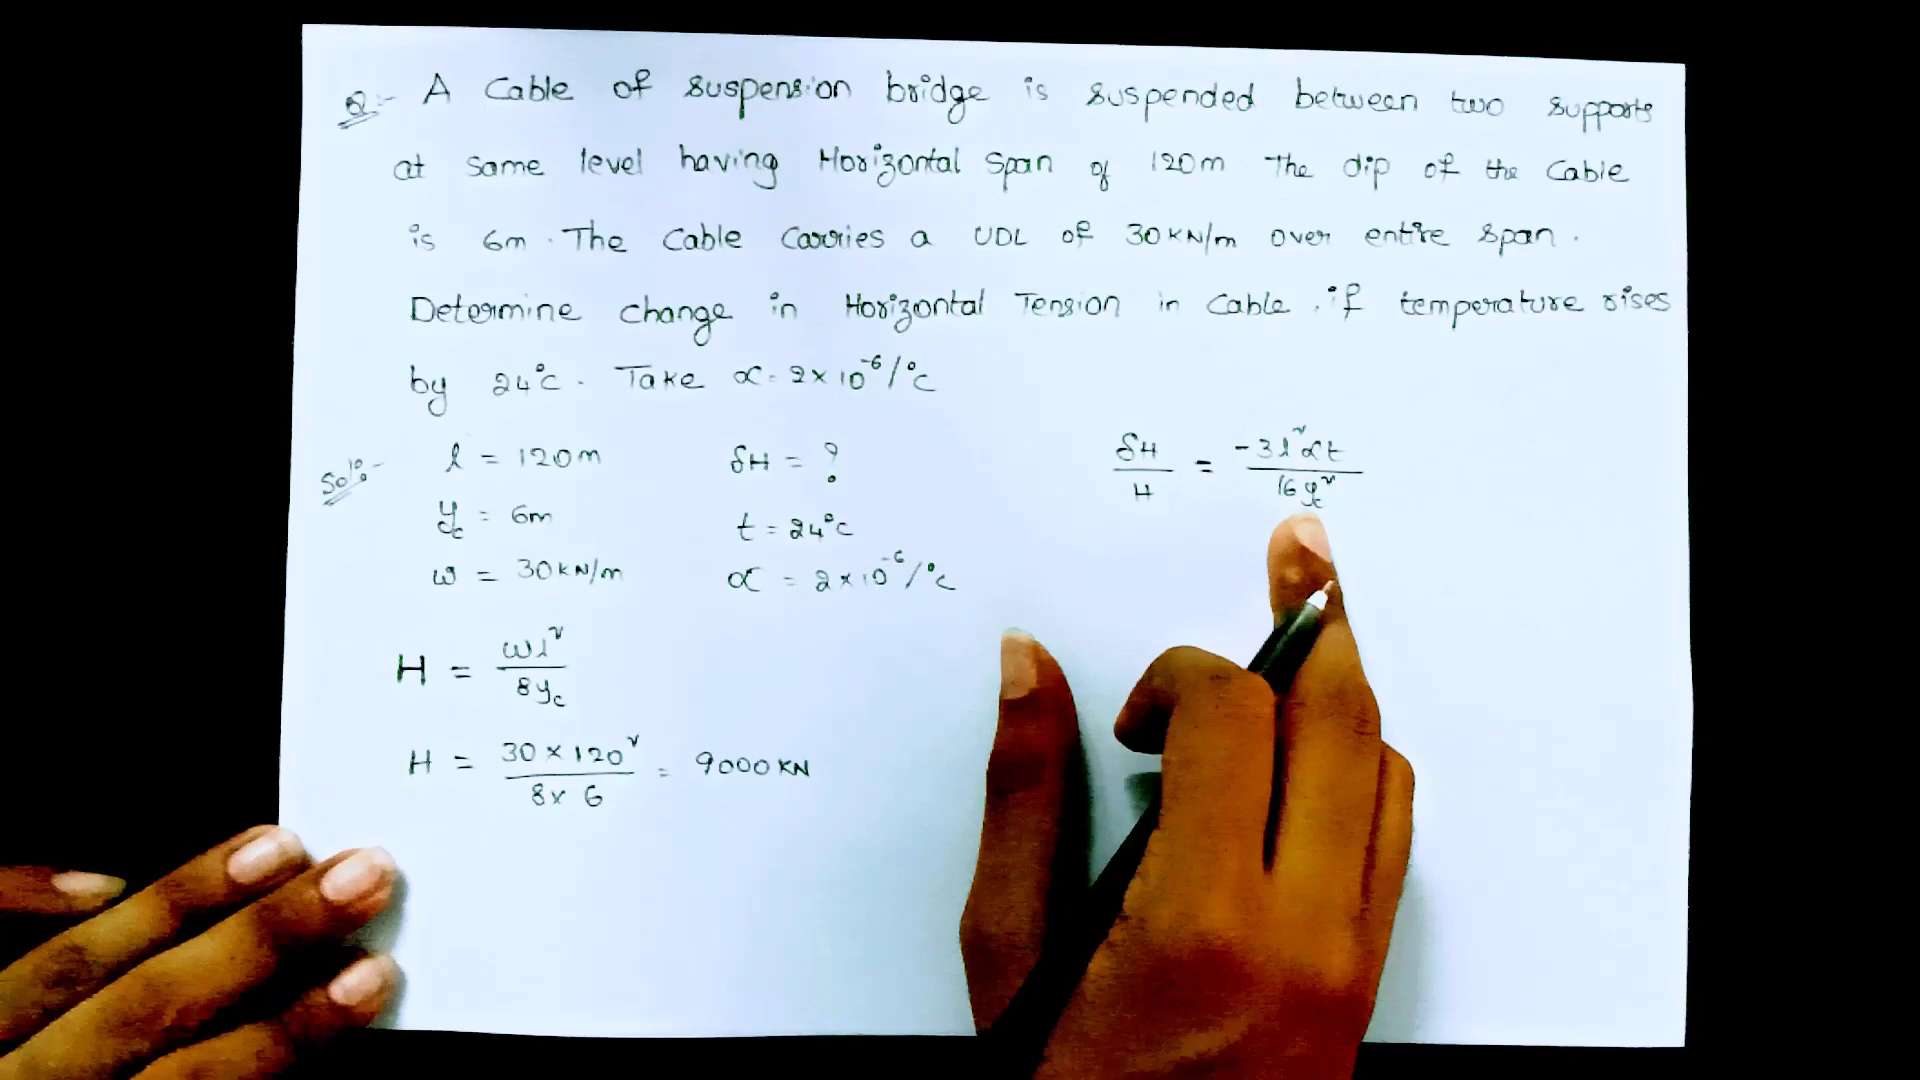 Q:- A Cable of suspension bridge is suspended between two supports
at same level having Horizontal Span of 120m The dip of the Cable
is 6m. The Cable Carries a UDL of 30KN/m over entire span.
Determine change in Horizontal Tension in Cable, if temperature rises
by 24°C. Take α = 2×10⁻⁶/°C
Sol:- l = 120m δH = ? δH/H = -3l²αt/16y_c²
y_c = 6m t = 24°C
w = 30KN/m α = 2×10⁻⁶/°C
H = wl²/8y_c
H = 30×120²/8×6 = 9000KN